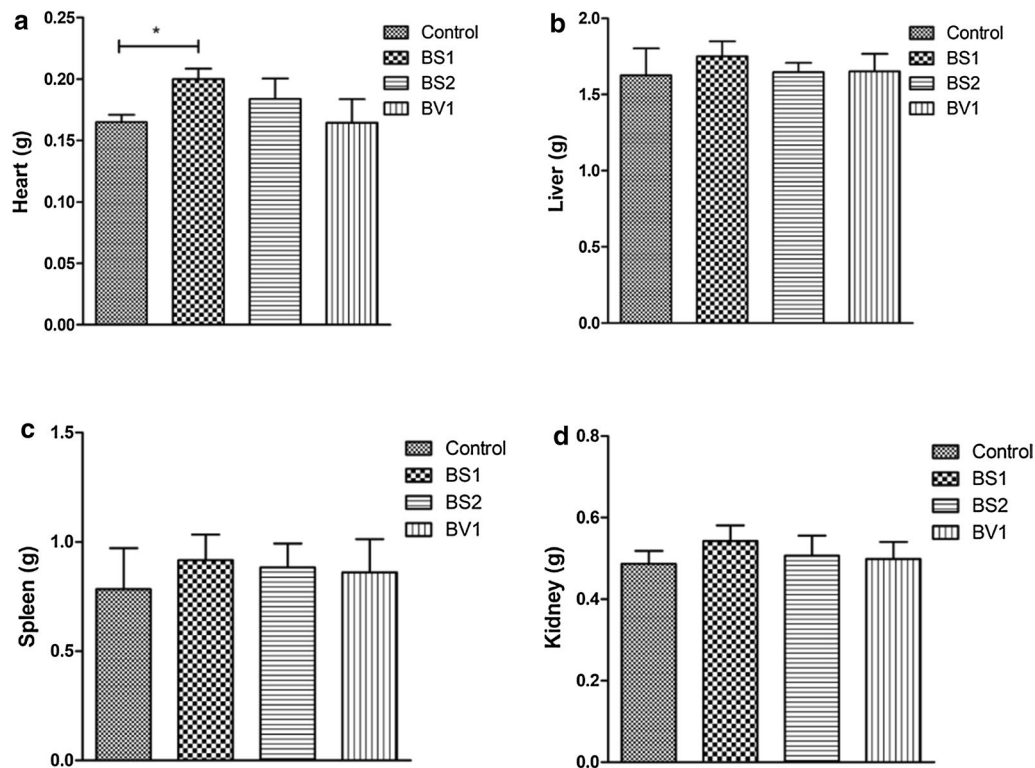 a
0.25
0.20
0.15
0.10
0.05
0.00
Heart (g)
*
Control
BS1
BS2
BV1
b
2.0
1.5
1.0
0.5
0.0
Liver (g)
Control
BS1
BS2
BV1
c
1.5
1.0
0.5
0.0
Spleen (g)
Control
BS1
BS2
BV1
d
0.8
0.6
0.4
0.2
0.0
Kidney (g)
Control
BS1
BS2
BV1